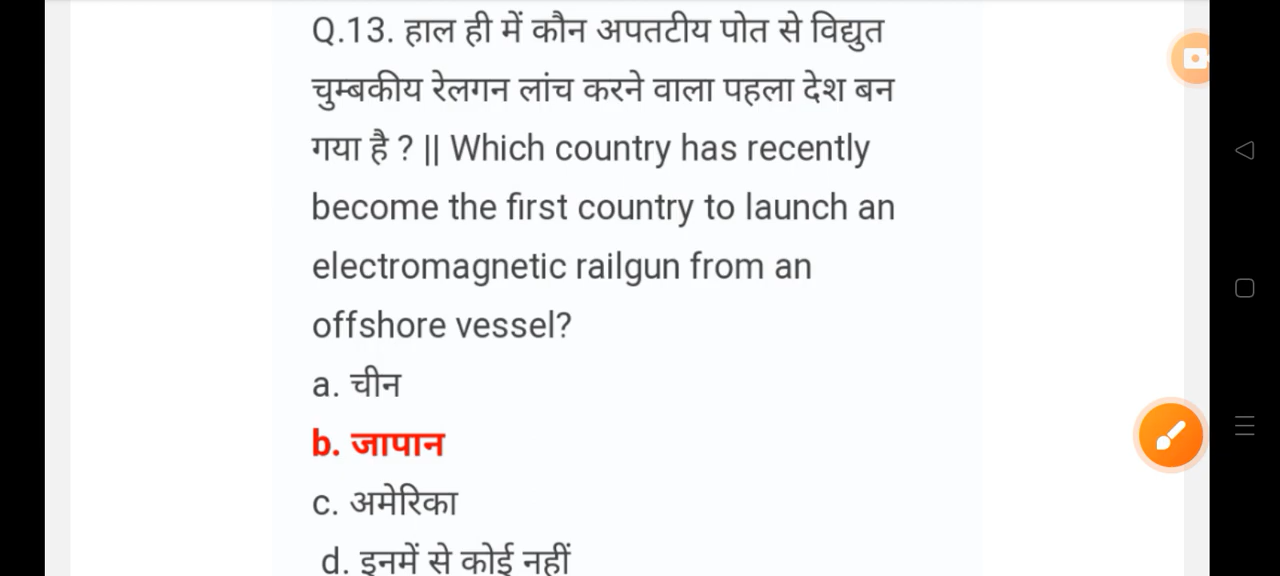 Q.13. हाल ही में कौन अपतटीय पोत से विद्युत
चुम्बकीय रेलगन लांच करने वाला पहला देश बन
गया है ? || Which country has recently
become the first country to launch an
electromagnetic railgun from an
offshore vessel?
a. चीन
b. जापान
c. अमेरिका
d. इनमें से कोई नहीं